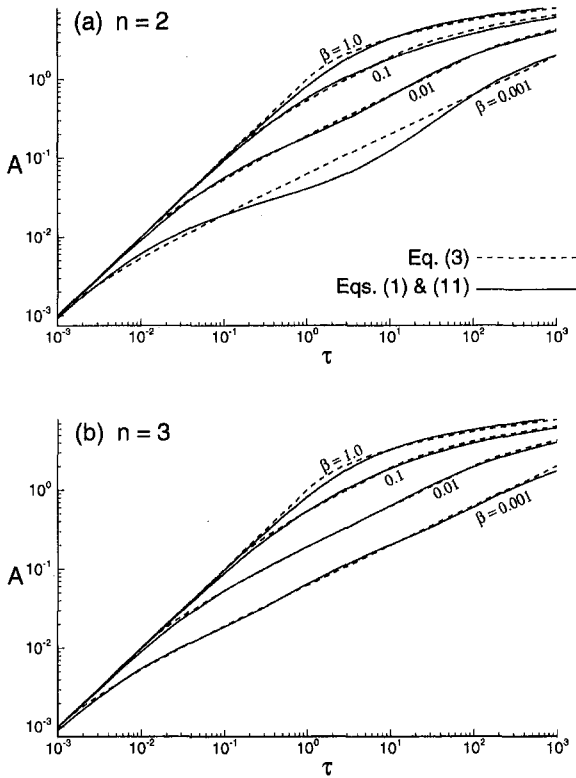 (a) n = 2
10⁰
10⁻¹
A
10⁻²
10⁻³
β = 1.0
0.1
0.01
β = 0.001
Eq. (3)
Eqs. (1) & (11)
10⁻³ 10⁻² 10⁻¹ 10⁰ 10¹ 10² 10³
τ
(b) n = 3
10⁰
10⁻¹
A
10⁻²
10⁻³
β = 1.0
0.1
0.01
β = 0.001
10⁻³ 10⁻² 10⁻¹ 10⁰ 10¹ 10² 10³
τ